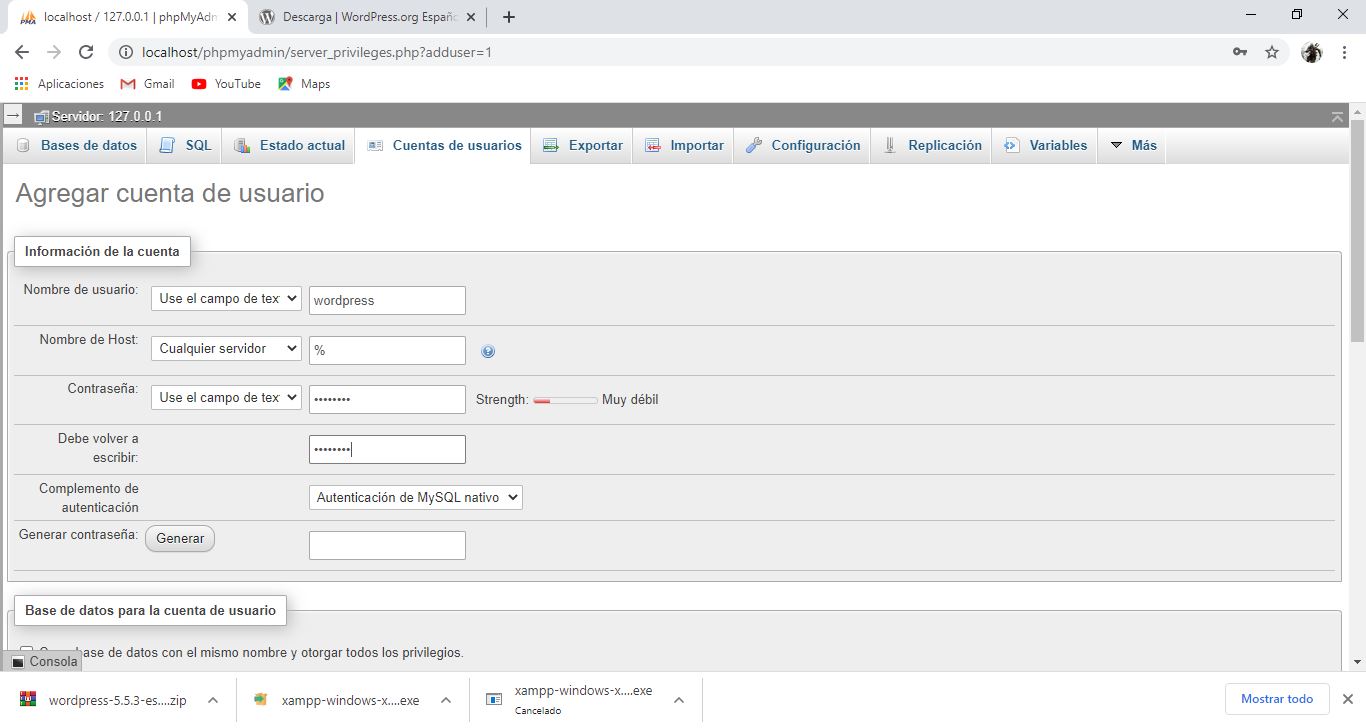 localhost / 127.0.0.1 | phpMyAdm
Descarga | WordPress.org Españo
localhost/phpmyadmin/server_privileges.php?adduser=1
Aplicaciones
Gmail
YouTube
Maps
Servidor: 127.0.0.1
Bases de datos
SQL
Estado actual
Cuentas de usuarios
Exportar
Importar
Configuración
Replicación
Variables
Más
Agregar cuenta de usuario
Información de la cuenta
Nombre de usuario:
Use el campo de tex
wordpress
Nombre de Host:
Cualquier servidor
%
Contraseña:
Use el campo de tex
••••••••
Strength:
Muy débil
Debe volver a
escribir:
••••••••
Complemento de
autenticación
Autenticación de MySQL nativo
Generar contraseña:
Generar
Base de datos para la cuenta de usuario
base de datos con el mismo nombre y otorgar todos los privilegios.
Consola
wordpress-5.5.3-es....zip
xampp-windows-x....exe
xampp-windows-x....exe
Cancelado
Mostrar todo